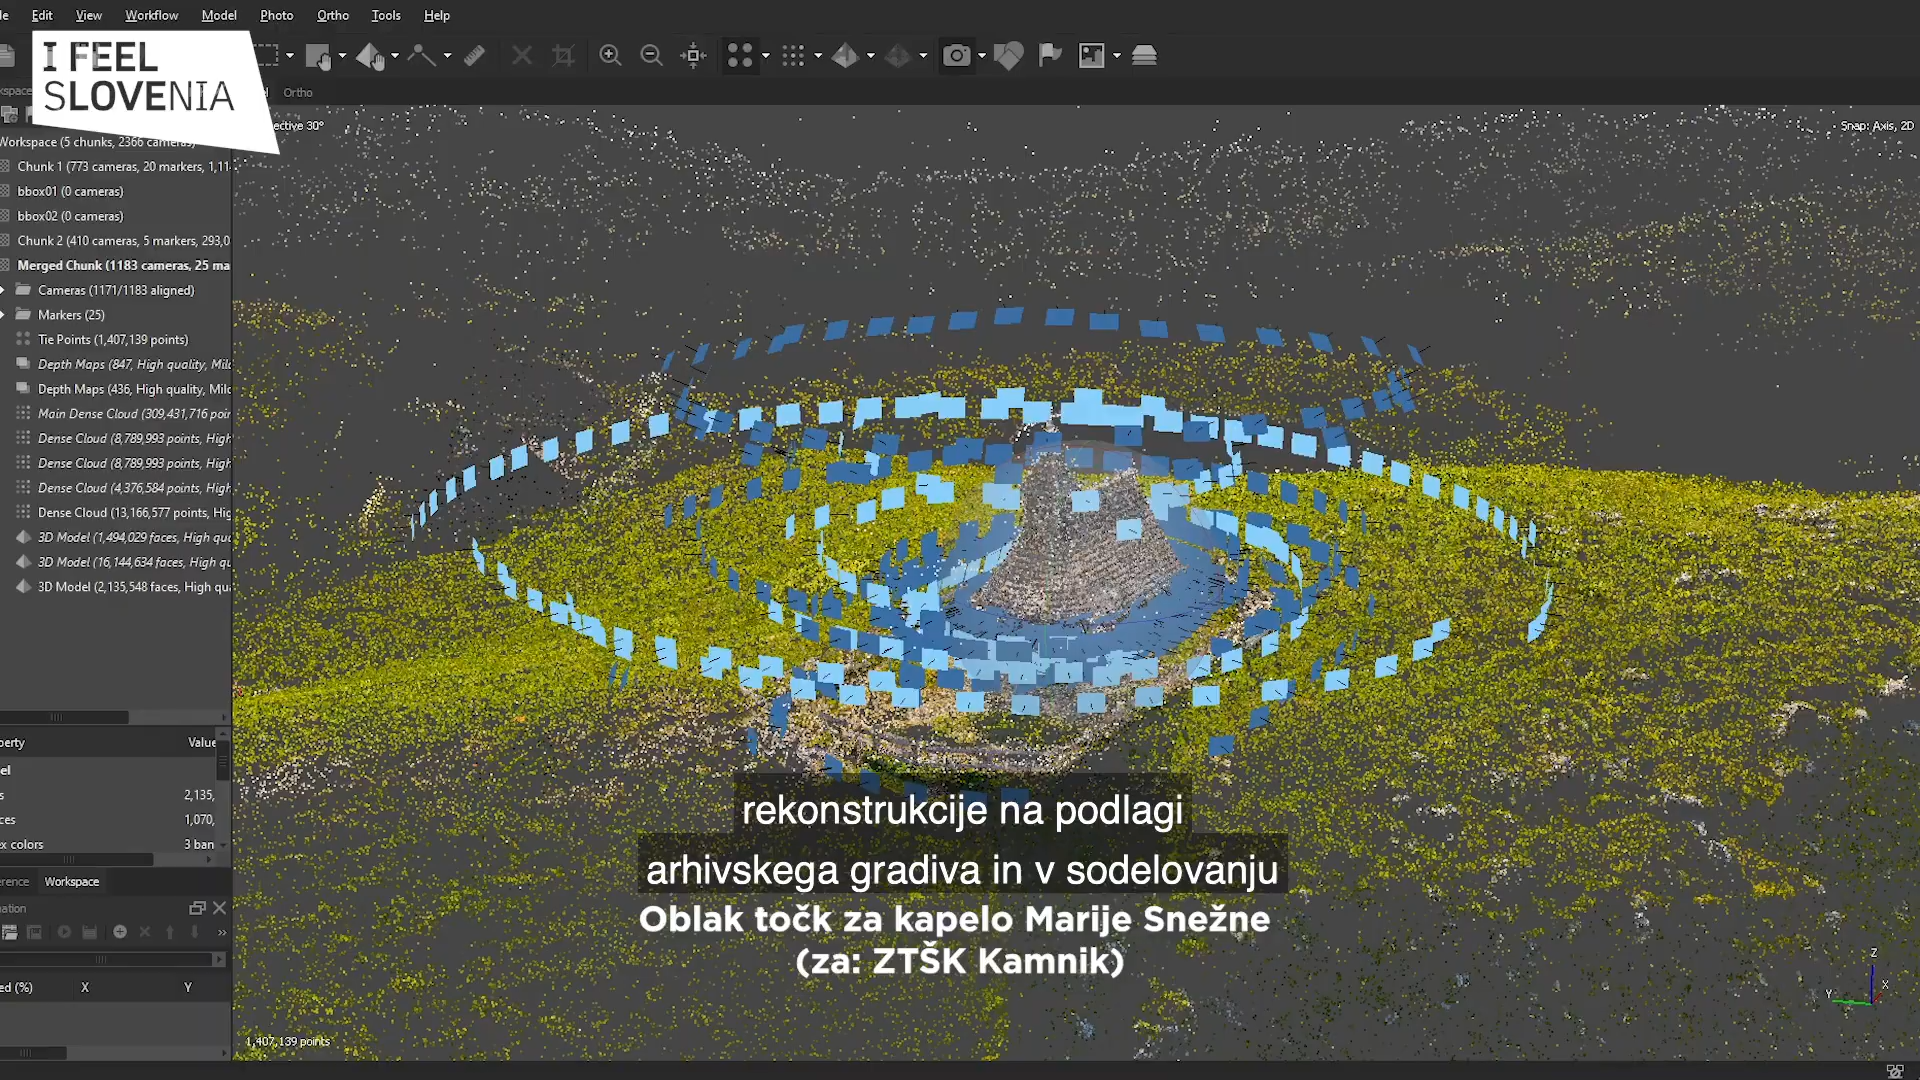 Edit View Workflow Model Photo Ortho Tools Help
I FEEL
SLOVENIA
Ortho
30°
Snap: Axis, 2D
Workspace (5 chunks, 2366 cameras)
Chunk 1 (773 cameras, 20 markers, 1,11
bbox01 (0 cameras)
bbox02 (0 cameras)
Chunk 2 (410 cameras, 5 markers, 293,0
Merged Chunk (1183 cameras, 25 ma
Cameras (1171/1183 aligned)
Markers (25)
Tie Points (1,407,139 points)
Depth Maps (847, High quality, Mild
Depth Maps (436, High quality, Mild
Main Dense Cloud (309,431,716 poin
Dense Cloud (8,789,993 points, High
Dense Cloud (8,789,993 points, High
Dense Cloud (4,376,584 points, High
Dense Cloud (13,166,577 points, Hig
3D Model (1,494,029 faces, High qua
3D Model (16,144,634 faces, High qu
3D Model (2,135,548 faces, High qua
Value
2,135,
1,070,
colors 3 ban
Workspace
(%) X Y
rekonstrukcije na podlagi
arhivskega gradiva in v sodelovanju
Oblak točk za kapelo Marije Snežne
(za: ZTŠK Kamnik)
Z
X
Y
1,407,139 points